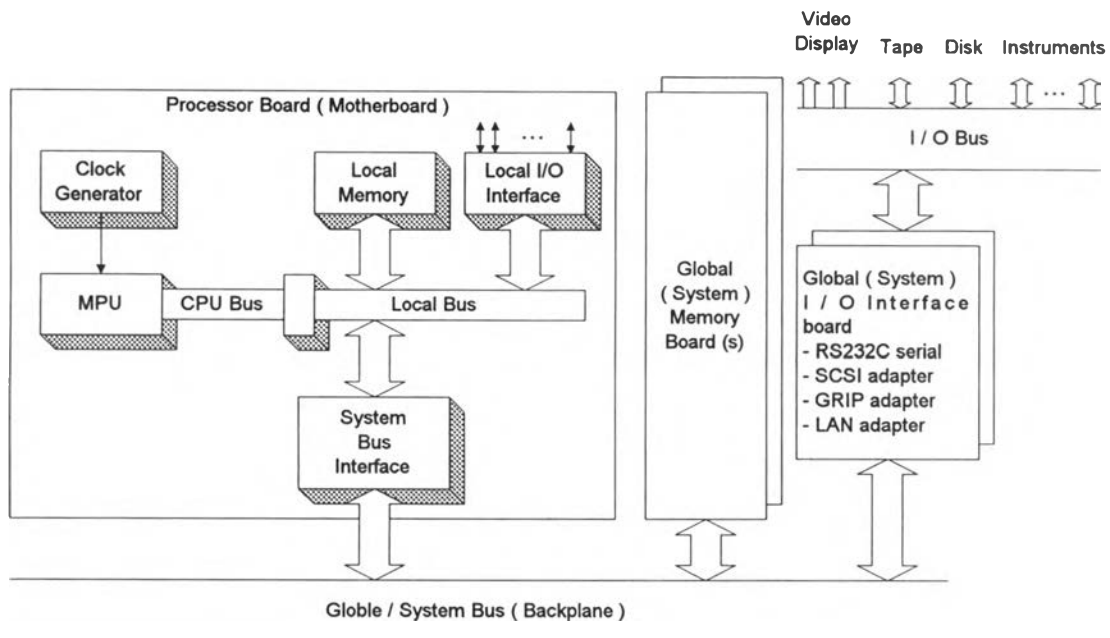 Video
Display
Tape
Disk
Instruments
Processor Board ( Motherboard )
...
...
I / O Bus
Clock
Generator
Local
Memory
Local I/O
Interface
MPU
CPU Bus
Local Bus
System
Bus
Interface
Global
( System )
Memory
Board (s)
Global ( System )
I / O Interface
board
- RS232C serial
- SCSI adapter
- GRIP adapter
- LAN adapter
Globle / System Bus ( Backplane )